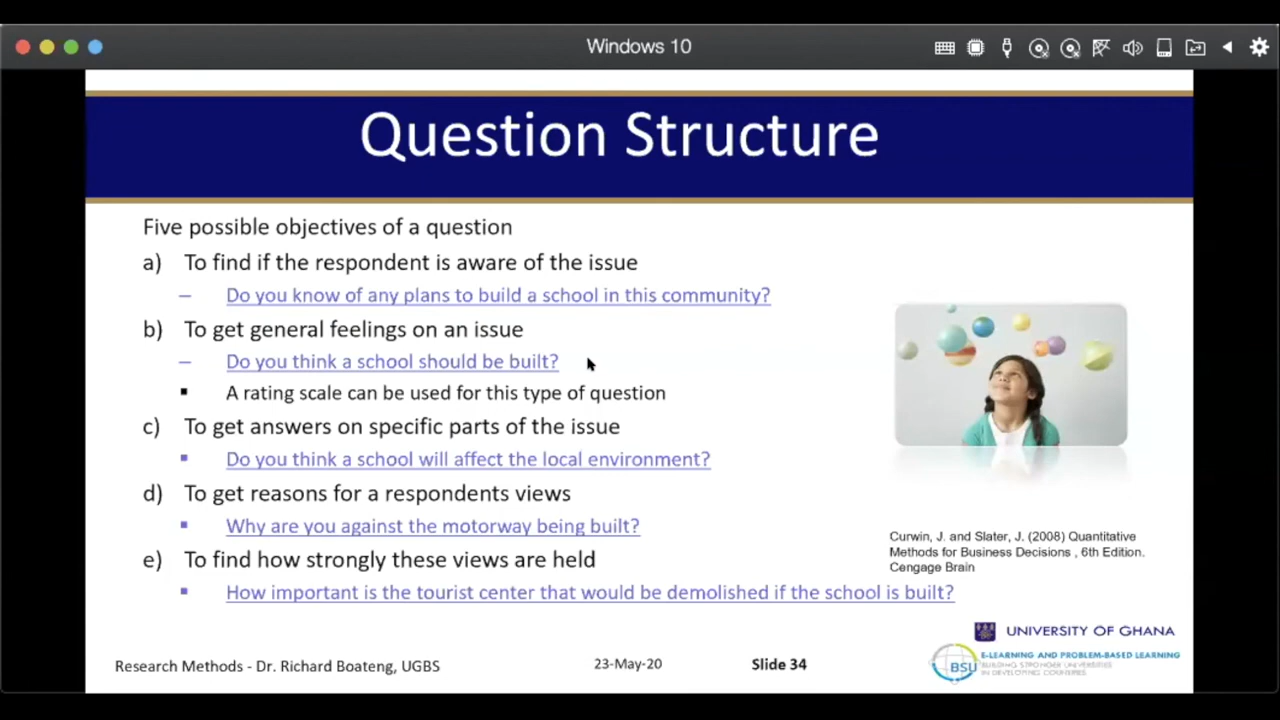 Windows 10
Question Structure
Five possible objectives of a question
a) To find if the respondent is aware of the issue
– Do you know of any plans to build a school in this community?
b) To get general feelings on an issue
– Do you think a school should be built?
▪ A rating scale can be used for this type of question
c) To get answers on specific parts of the issue
▪ Do you think a school will affect the local environment?
d) To get reasons for a respondents views
▪ Why are you against the motorway being built?
e) To find how strongly these views are held
▪ How important is the tourist center that would be demolished if the school is built?
Curwin, J. and Slater, J. (2008) Quantitative
Methods for Business Decisions , 6th Edition.
Cengage Brain
UNIVERSITY OF GHANA
BSU
E-LEARNING AND PROBLEM-BASED LEARNING
BUILDING STRONGER UNIVERSITIES
IN DEVELOPING COUNTRIES
Research Methods - Dr. Richard Boateng, UGBS
23-May-20
Slide 34